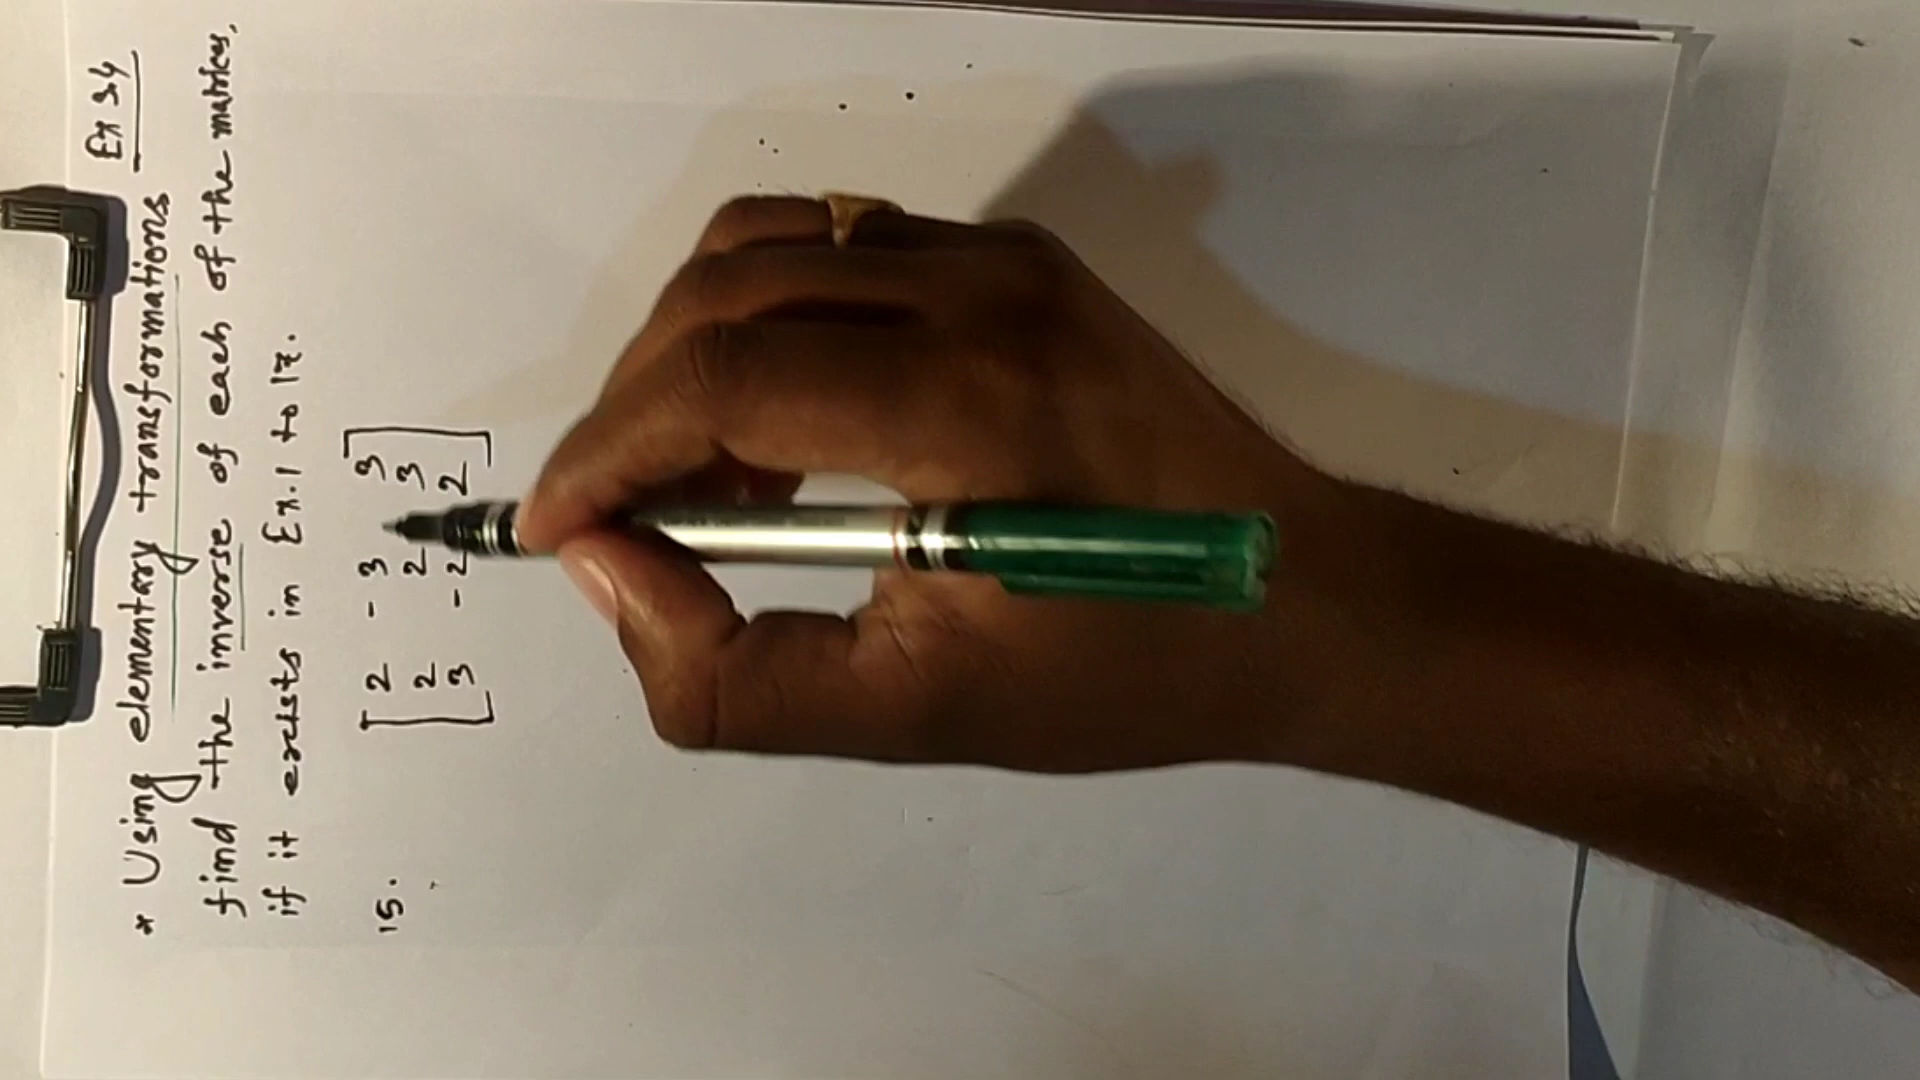 Ex 3.4
* Using elementary transformations
find the inverse of each of the matrices,
if it exists in Ex. 1 to 17.
15. [ 2 - 3 3
2 2 3
3 - 2 2 ]